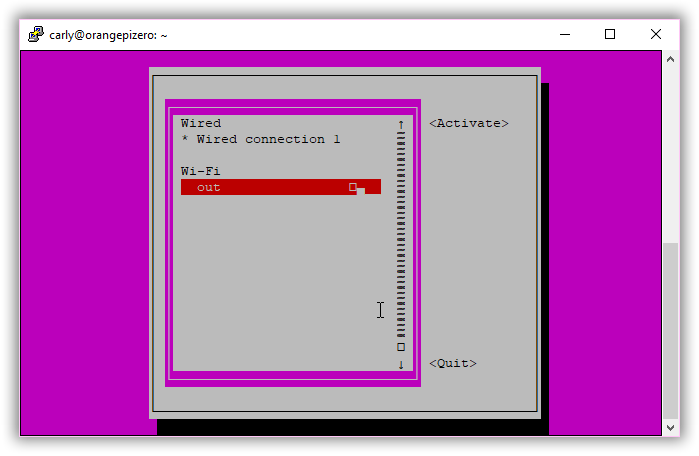 carly@orangepizero: ~
Wired
<Activate>
* Wired connection 1
Wi-Fi
out
<Quit>